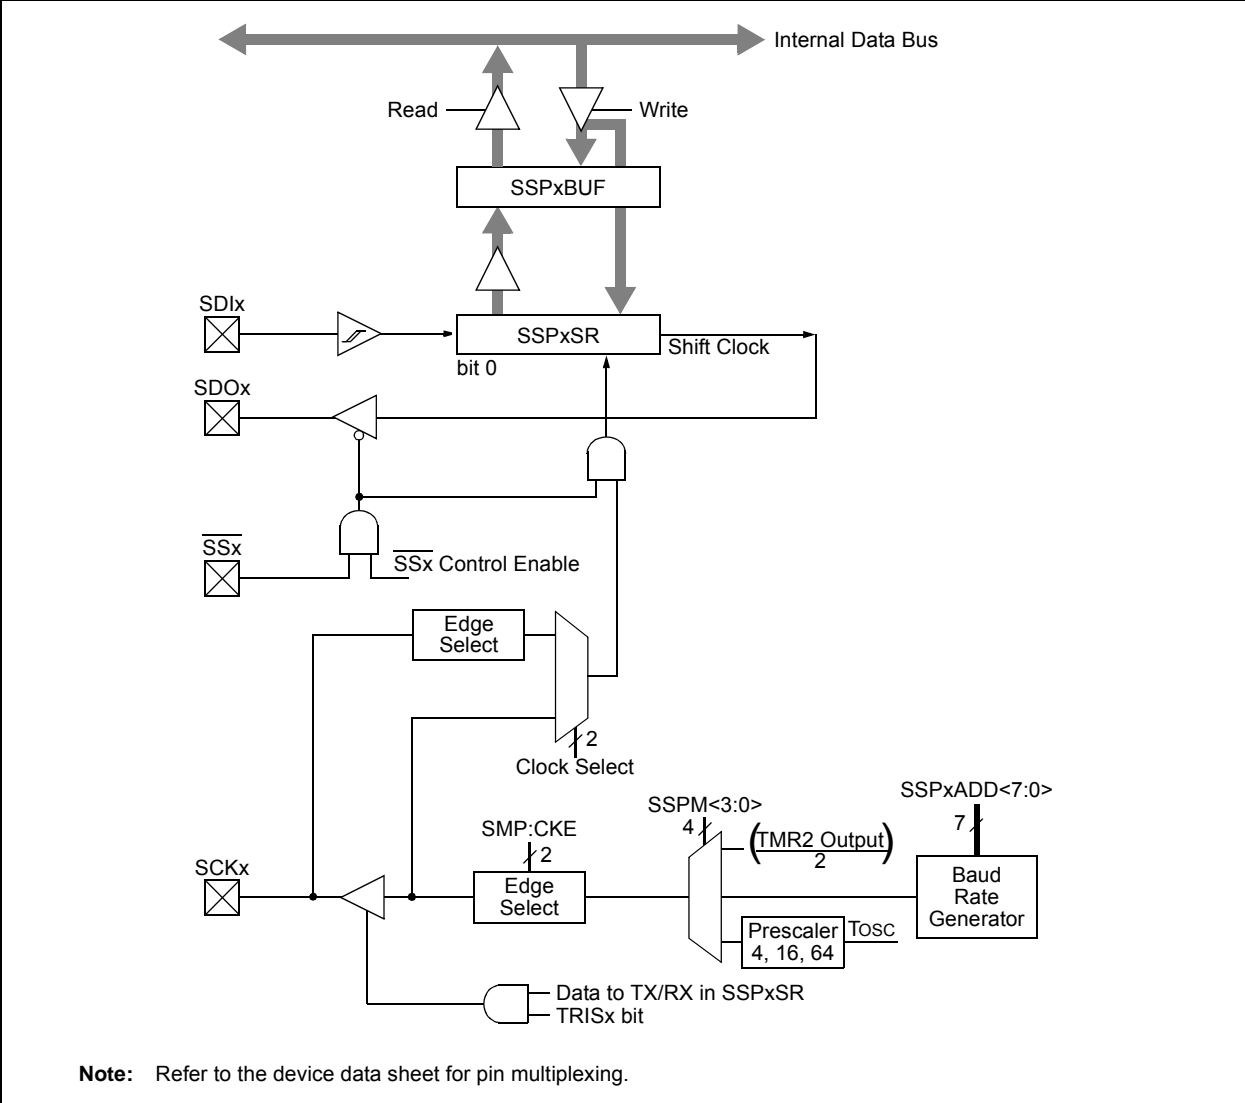 Internal Data Bus
Read
Write
SSPxBUF
SDIx
SSPxSR
Shift Clock
bit 0
SDOx
SSx
SSx Control Enable
Edge
Select
2
Clock Select
SSPxADD<7:0>
SSPM<3:0>
7
4
(TMR2 Output)
2
SMP:CKE
2
SCKx
Edge
Select
Baud
Rate
Generator
Prescaler
4, 16, 64
TOSC
Data to TX/RX in SSPxSR
TRISx bit
Note: Refer to the device data sheet for pin multiplexing.